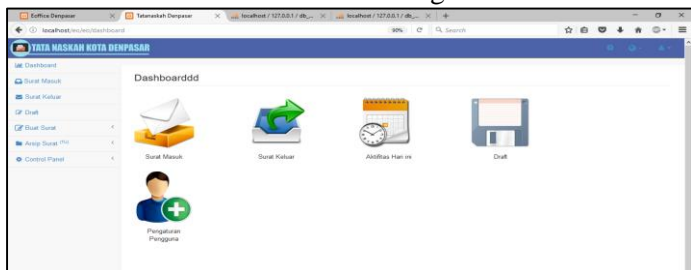 Eoffice Denpasar
Tatanaskah Denpasar
localhost / 127.0.0.1 / db_...
localhost / 127.0.0.1 / db_...
localhost/ec/ec/dashboard
90%
Search
TATA NASKAH KOTA DENPASAR
Dashboard
Surat Masuk
Surat Keluar
Draft
Buat Surat
Arsip Surat
Control Panel
Dashboarddd
Surat Masuk
Surat Keluar
Aktifitas Hari ini
Draft
Pengaturan
Pengguna